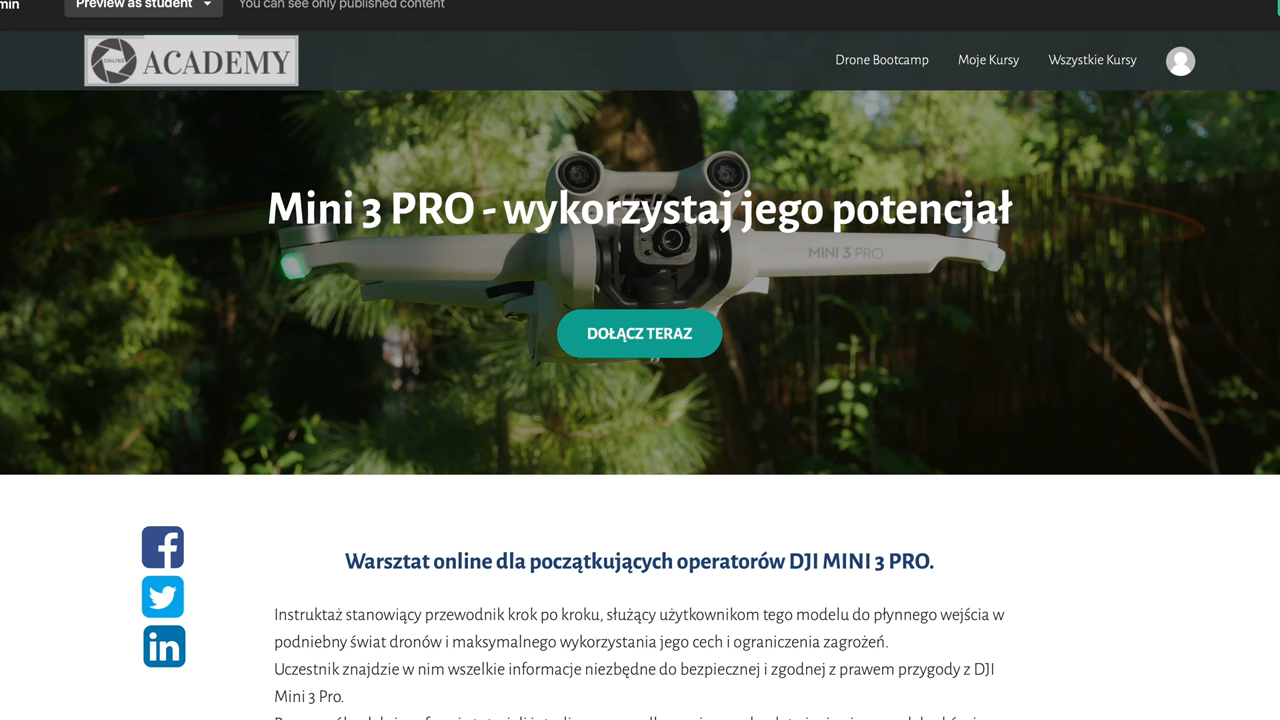 min
Preview as student
You can see only published content
ONLINE
ACADEMY
Drone Bootcamp
Moje Kursy
Wszystkie Kursy
Mini 3 PRO - wykorzystaj jego potencjał
MINI 3 PRO
DOŁĄCZ TERAZ
Warsztat online dla początkujących operatorów DJI MINI 3 PRO.
Instruktaż stanowiący przewodnik krok po kroku, służący użytkownikom tego modelu do płynnego wejścia w
podniebny świat dronów i maksymalnego wykorzystania jego cech i ograniczenia zagrożeń.
Uczestnik znajdzie w nim wszelkie informacje niezbędne do bezpiecznej i zgodnej z prawem przygody z DJI
Mini 3 Pro.